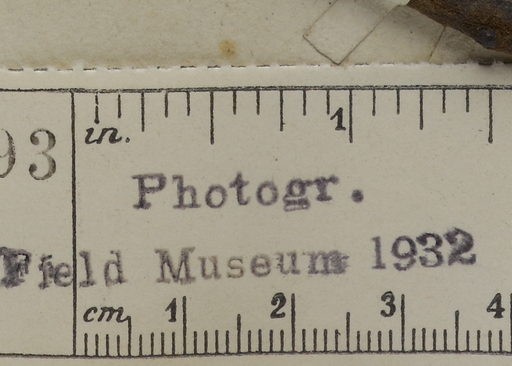 in. 1
93
Photogr.
Field Museum 1932
cm 1 2 3 4